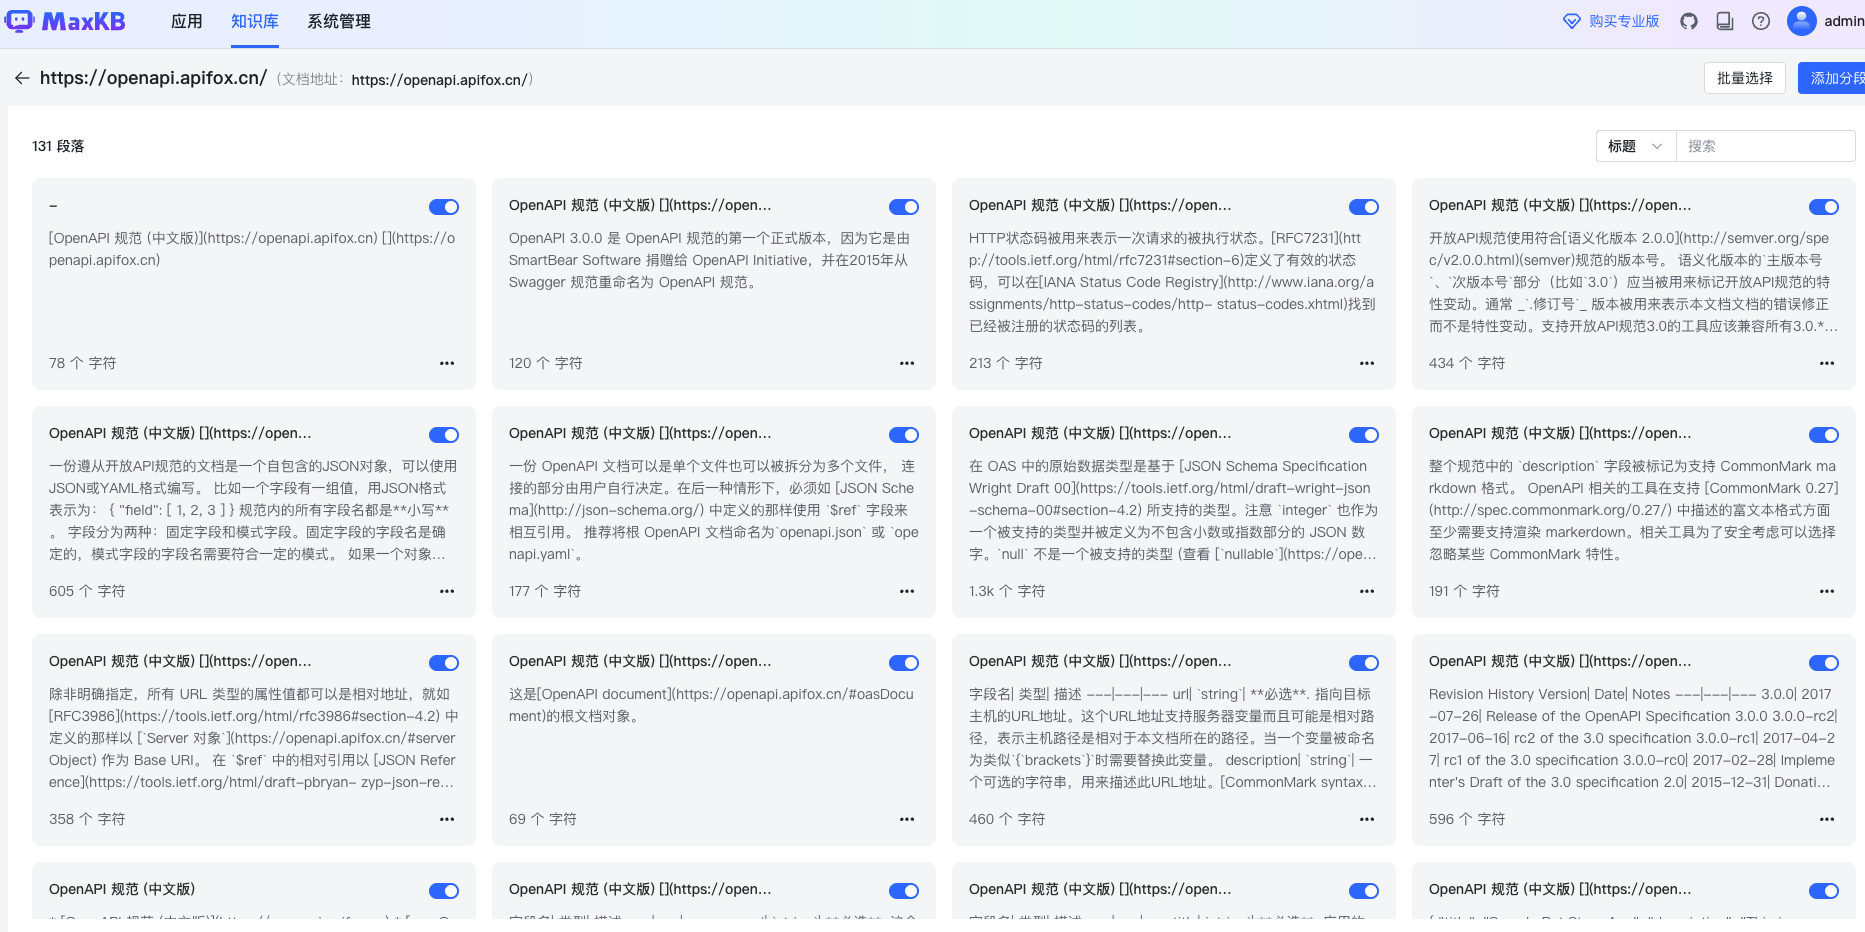 MaxKB
应用
知识库
系统管理
购买专业版
admin
https://openapi.apifox.cn/ (文档地址: https://openapi.apifox.cn/)
批量选择
添加分段
131 段落
标题
搜索
-
[OpenAPI 规范 (中文版)](https://openapi.apifox.cn) [](https://o
penapi.apifox.cn)
78 个 字符
OpenAPI 规范 (中文版) [](https://open...
OpenAPI 3.0.0 是 OpenAPI 规范的第一个正式版本，因为它是由
SmartBear Software 捐赠给 OpenAPI Initiative，并在2015年从
Swagger 规范重命名为 OpenAPI 规范。
120 个 字符
OpenAPI 规范 (中文版) [](https://open...
HTTP状态码被用来表示一次请求的被执行状态。[RFC7231](htt
p://tools.ietf.org/html/rfc7231#section-6)定义了有效的状态
码，可以在[IANA Status Code Registry](http://www.iana.org/a
ssignments/http-status-codes/http- status-codes.xhtml)找到
已经被注册的状态码的列表。
213 个 字符
OpenAPI 规范 (中文版) [](https://open...
开放API规范使用符合[语义化版本 2.0.0](http://semver.org/spe
c/v2.0.0.html)(semver)规范的版本号。 语义化版本的`主版本号
`、`次版本号`部分（比如`3.0`）应当被用来标记开放API规范的特
性变动。通常 _`.修订号`_ 版本被用来表示本文档文档的错误修正
而不是特性变动。支持开放API规范3.0的工具应该兼容所有3.0.*...
434 个 字符
OpenAPI 规范 (中文版) [](https://open...
一份遵从开放API规范的文档是一个自包含的JSON对象，可以使用
JSON或YAML格式编写。 比如一个字段有一组值，用JSON格式
表示为： { "field": [ 1, 2, 3 ] } 规范内的所有字段名都是**小写**
。 字段分为两种：固定字段和模式字段。固定字段的字段名是确
定的，模式字段的字段名需要符合一定的模式。 如果一个对象...
605 个 字符
OpenAPI 规范 (中文版) [](https://open...
一份 OpenAPI 文档可以是单个文件也可以被拆分为多个文件， 连
接的部分由用户自行决定。在后一种情形下，必须如 [JSON Sche
ma](http://json-schema.org/) 中定义的那样使用 `$ref` 字段来
相互引用。 推荐将根 OpenAPI 文档命名为`openapi.json` 或 `ope
napi.yaml`。
177 个 字符
OpenAPI 规范 (中文版) [](https://open...
在 OAS 中的原始数据类型是基于 [JSON Schema Specification
Wright Draft 00](https://tools.ietf.org/html/draft-wright-json
-schema-00#section-4.2) 所支持的类型。注意 `integer` 也作为
一个被支持的类型并被定义为不包含小数或指数部分的 JSON 数
字。`null` 不是一个被支持的类型 (查看 [`nullable`](https://ope...
1.3k 个 字符
OpenAPI 规范 (中文版) [](https://open...
整个规范中的 `description` 字段被标记为支持 CommonMark ma
rkdown 格式。 OpenAPI 相关的工具在支持 [CommonMark 0.27]
(http://spec.commonmark.org/0.27/) 中描述的富文本格式方面
至少需要支持渲染 markerdown。相关工具为了安全考虑可以选择
忽略某些 CommonMark 特性。
191 个 字符
OpenAPI 规范 (中文版) [](https://open...
除非明确指定，所有 URL 类型的属性值都可以是相对地址，就如
[RFC3986](https://tools.ietf.org/html/rfc3986#section-4.2) 中
定义的那样以 [`Server 对象`](https://openapi.apifox.cn/#server
Object) 作为 Base URI。 在 `$ref` 中的相对引用以 [JSON Refer
ence](https://tools.ietf.org/html/draft-pbryan- zyp-json-re...
358 个 字符
OpenAPI 规范 (中文版) [](https://open...
这是[OpenAPI document](https://openapi.apifox.cn/#oasDocu
ment)的根文档对象。
69 个 字符
OpenAPI 规范 (中文版) [](https://open...
字段名| 类型| 描述 ---|---|--- url| `string`| **必选**. 指向目标
主机的URL地址。这个URL地址支持服务器变量而且可能是相对路
径，表示主机路径是相对于本文档所在的路径。当一个变量被命名
为类似`{`brackets`}`时需要替换此变量。 description| `string`| 一
个可选的字符串，用来描述此URL地址。[CommonMark syntax...
460 个 字符
OpenAPI 规范 (中文版) [](https://open...
Revision History Version| Date| Notes ---|---|--- 3.0.0| 2017
-07-26| Release of the OpenAPI Specification 3.0.0 3.0.0-rc2|
2017-06-16| rc2 of the 3.0 specification 3.0.0-rc1| 2017-04-2
7| rc1 of the 3.0 specification 3.0.0-rc0| 2017-02-28| Impleme
nter's Draft of the 3.0 specification 2.0| 2015-12-31| Donati...
596 个 字符
OpenAPI 规范 (中文版)
OpenAPI 规范 (中文版) [](https://open...
OpenAPI 规范 (中文版) [](https://open...
OpenAPI 规范 (中文版) [](https://open...